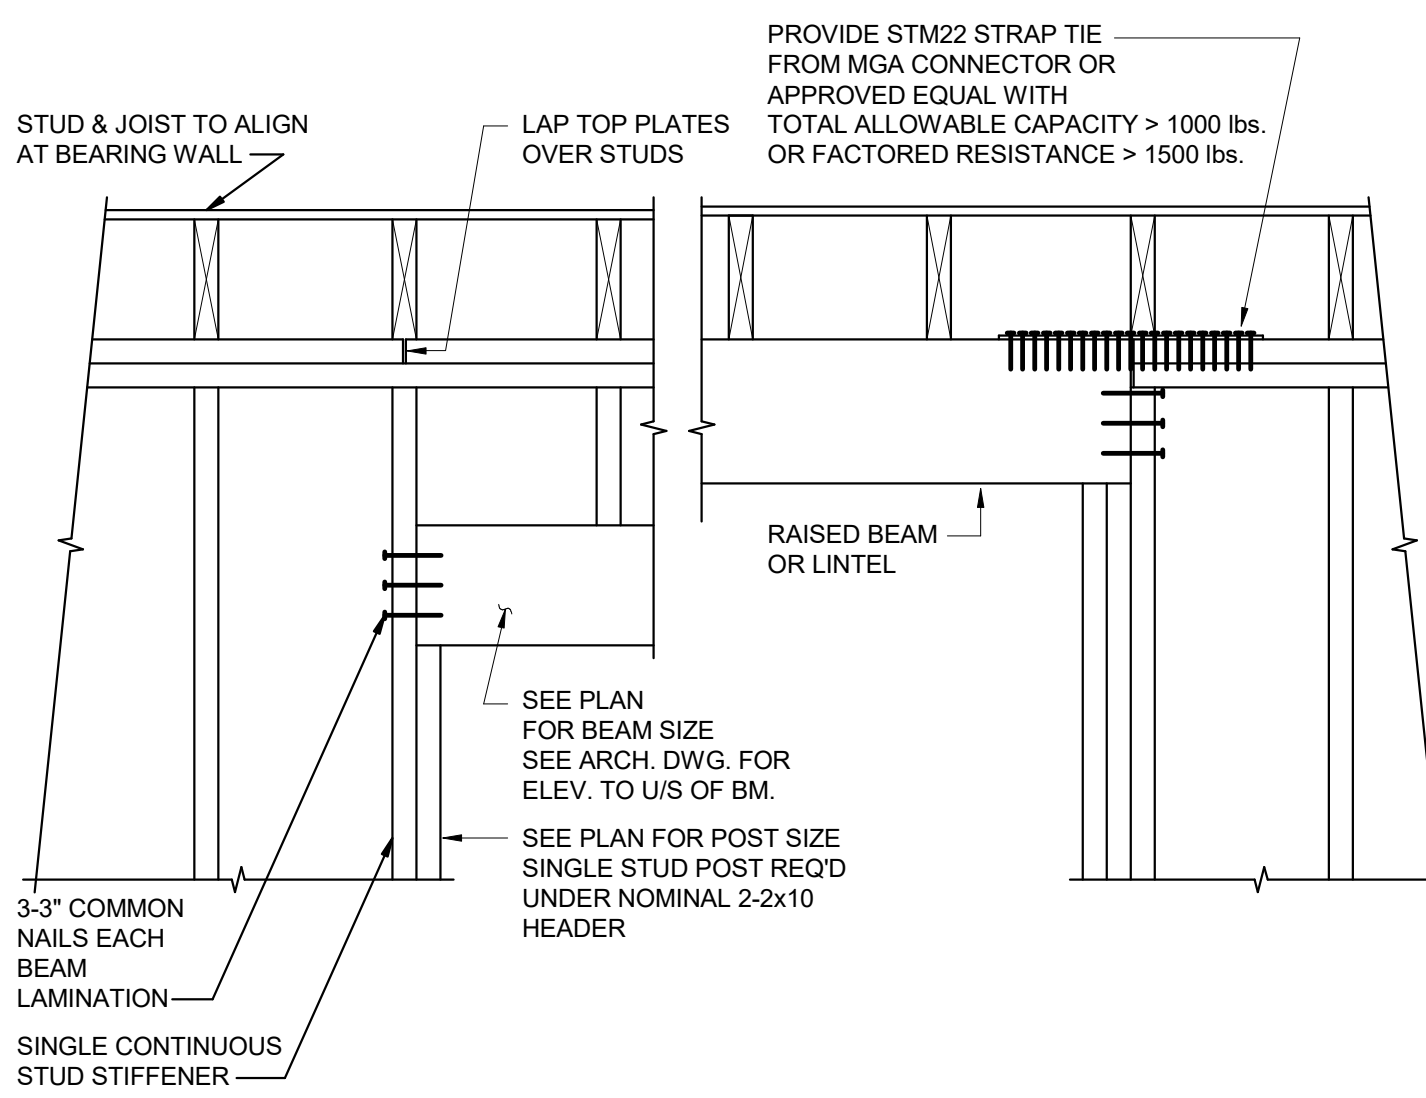 PROVIDE STM22 STRAP TIE
FROM MGA CONNECTOR OR
APPROVED EQUAL WITH
TOTAL ALLOWABLE CAPACITY > 1000 lbs.
OR FACTORED RESISTANCE > 1500 lbs.
STUD & JOIST TO ALIGN
AT BEARING WALL
LAP TOP PLATES
OVER STUDS
RAISED BEAM
OR LINTEL
SEE PLAN
FOR BEAM SIZE
SEE ARCH. DWG. FOR
ELEV. TO U/S OF BM.
SEE PLAN FOR POST SIZE
SINGLE STUD POST REQ'D
UNDER NOMINAL 2-2x10
HEADER
3-3" COMMON
NAILS EACH
BEAM
LAMINATION
SINGLE CONTINUOUS
STUD STIFFENER